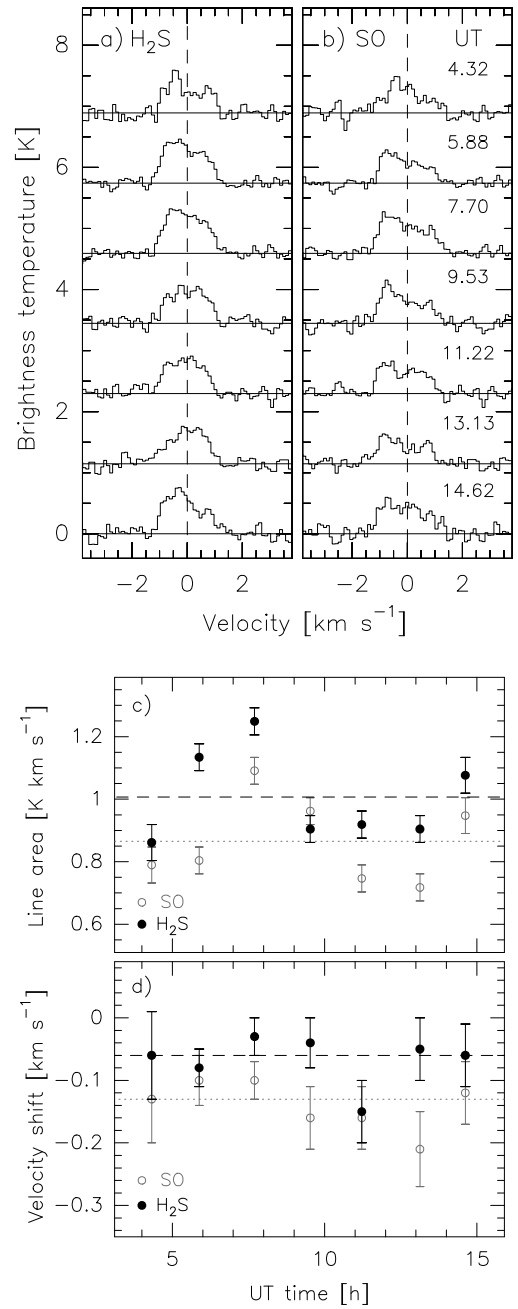 a) H₂S
b) SO
UT
4.32
5.88
7.70
9.53
11.22
13.13
14.62
8
6
4
2
0
Brightness temperature [K]
−2 0 2
−2 0 2
Velocity [km s⁻¹]
c)
1.2
1
0.8
0.6
Line area [K km s⁻¹]
SO
H₂S
d)
0
−0.1
−0.2
−0.3
Velocity shift [km s⁻¹]
SO
H₂S
5 10 15
UT time [h]